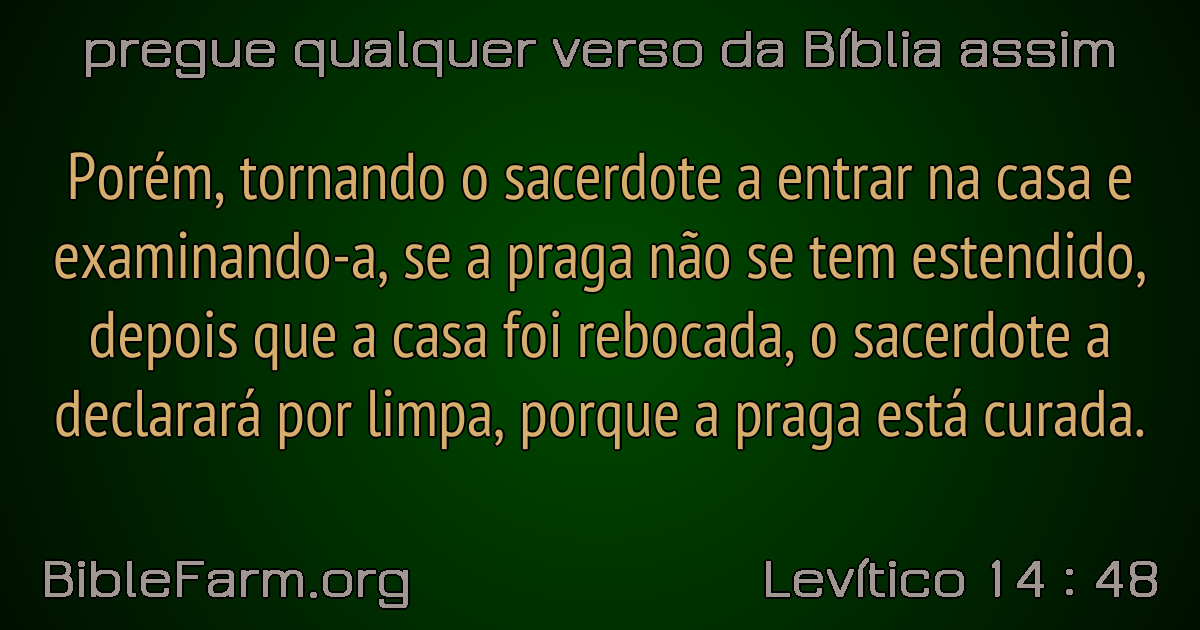 pregue qualquer verso da Bíblia assim
Porém, tornando o sacerdote a entrar na casa e
examinando-a, se a praga não se tem estendido,
depois que a casa foi rebocada, o sacerdote a
declarará por limpa, porque a praga está curada.
BibleFarm.org
Levítico 14 : 48